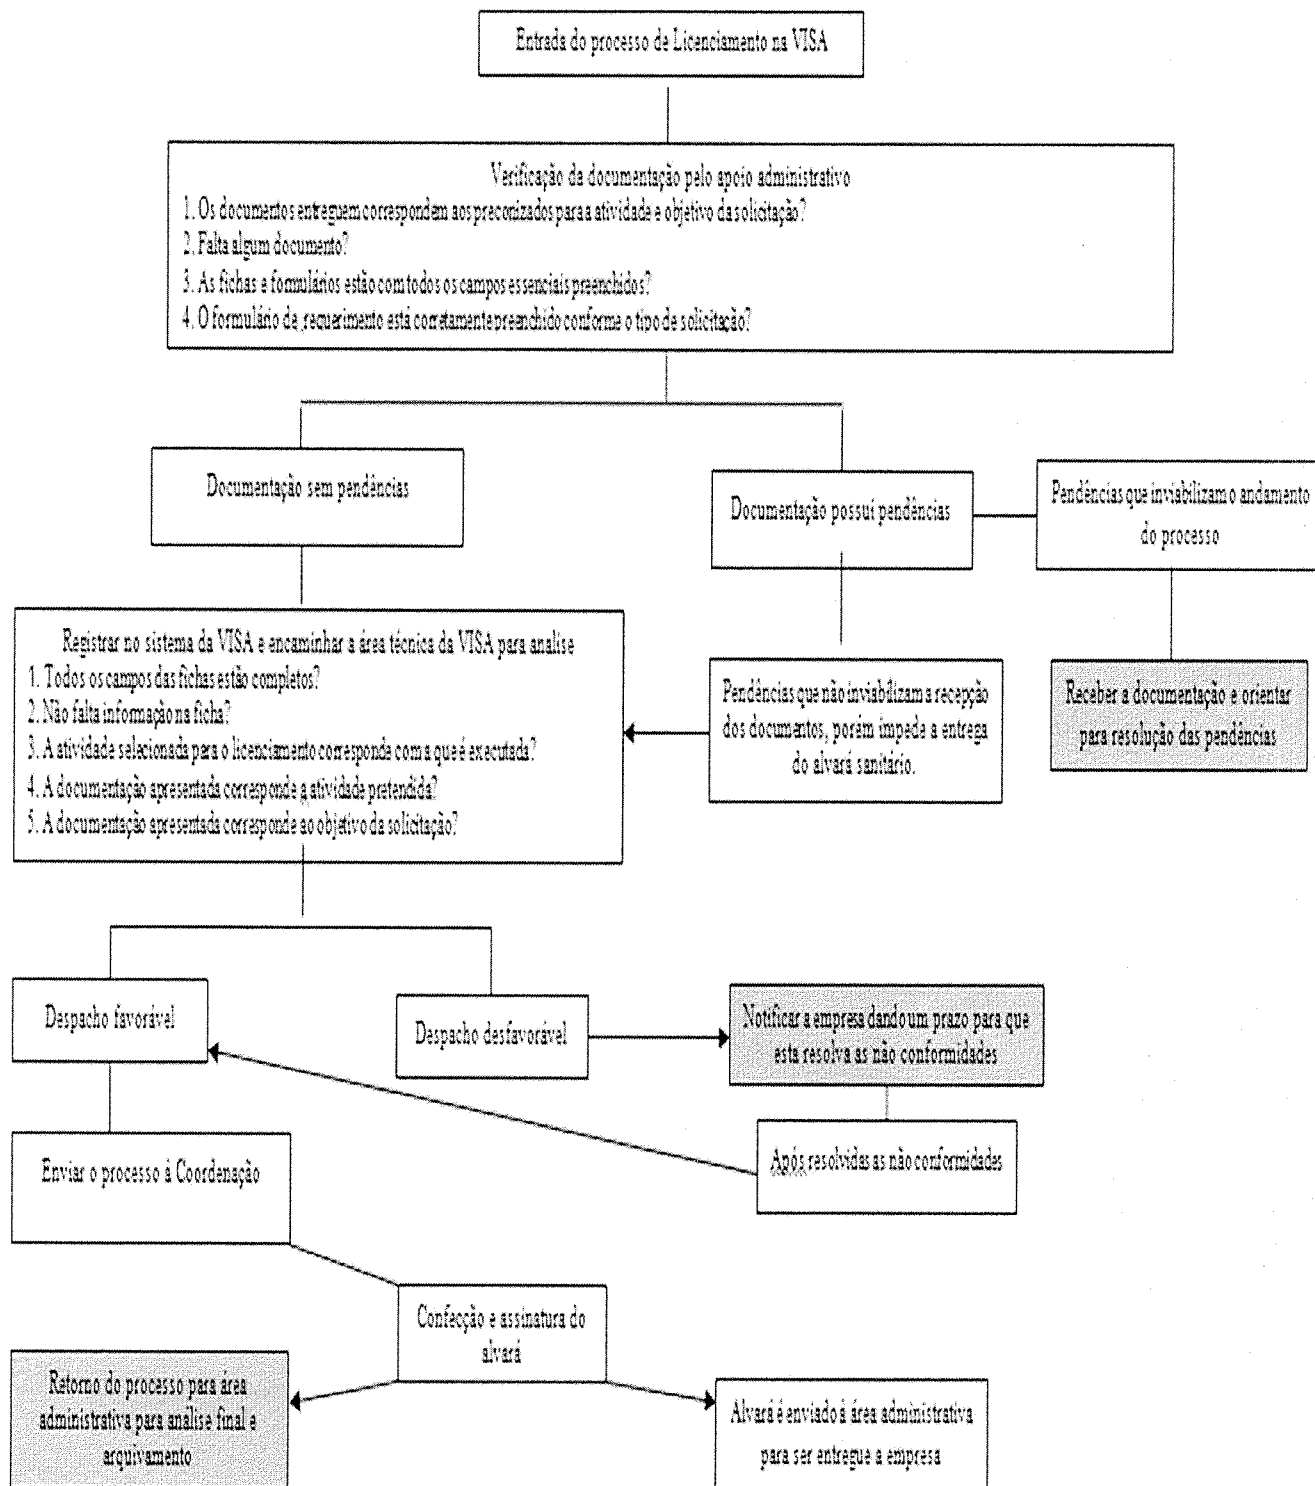 Entrada do processo de Licenciamento na VISA
Verificação da documentação pelo apoio administrativo
1. Os documentos entreguem correspondem aos preconizados para a atividade e objetivo da solicitação?
2. Falta algum documento?
3. As fichas e formulários estão com todos os campos essenciais preenchidos?
4. O formulário de requerimento está corretamente preenchido conforme o tipo de solicitação?
Documentação sem pendências
Documentação possui pendências
Pendências que inviabilizam o andamento
do processo
Registrar no sistema da VISA e encaminhar a área técnica da VISA para analise
1. Todos os campos das fichas estão completos?
2. Não falta informação na ficha?
3. A atividade selecionada para o licenciamento corresponde com a que é executada?
4. A documentação apresentada corresponde a atividade pretendida?
5. A documentação apresentada corresponde ao objetivo da solicitação?
Pendências que não inviabilizam a recepção
dos documentos, porém impede a entrega
do alvará sanitário.
Receber a documentação e orientar
para resolução das pendências
Despacho favorável
Despacho desfavorável
Notificar a empresa dando um prazo para que
esta resolva as não conformidades
Enviar o processo à Coordenação
Após resolvidas as não conformidades
Confecção e assinatura do
alvará
Retorno do processo para área
administrativa para análise final e
arquivamento
Alvará é enviado à área administrativa
para ser entregue a empresa